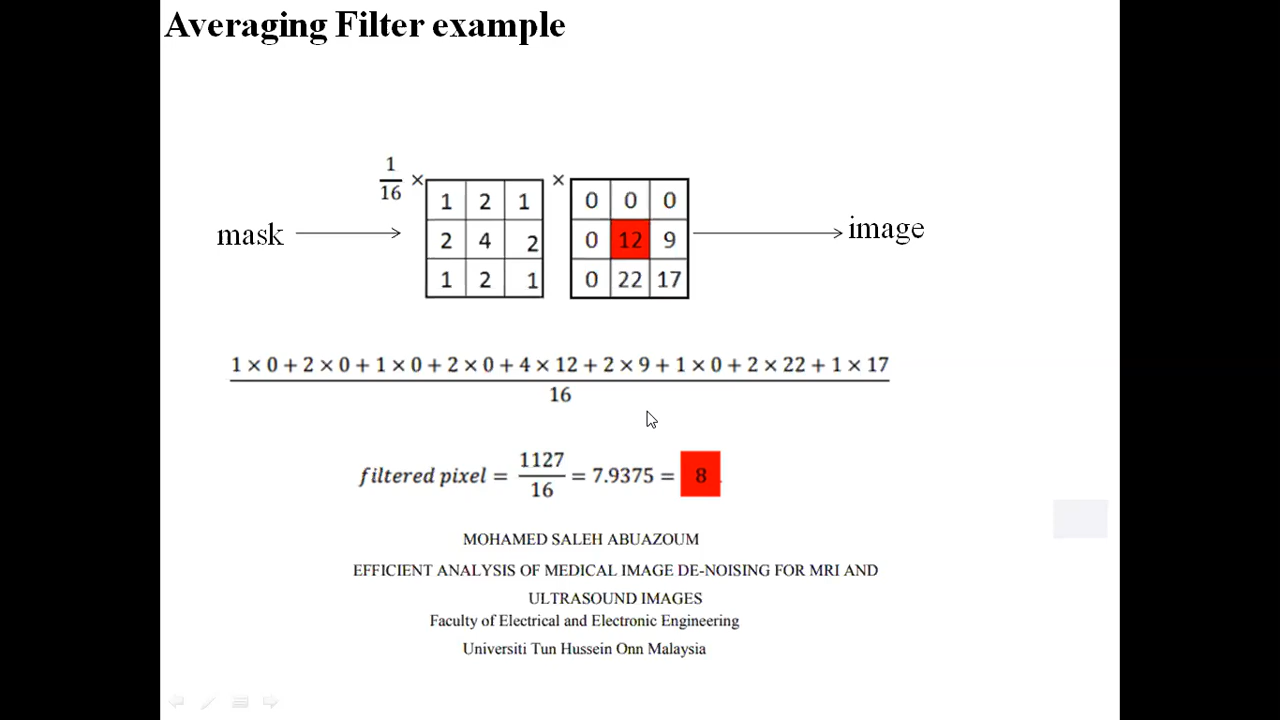 Averaging Filter example
1/16 ×
1 2 1 × 0 0 0
mask 2 4 2 0 12 9 image
1 2 1 0 22 17
1 × 0 + 2 × 0 + 1 × 0 + 2 × 0 + 4 × 12 + 2 × 9 + 1 × 0 + 2 × 22 + 1 × 17
16
filtered pixel = 1127/16 = 7.9375 = 8
MOHAMED SALEH ABUAZOUM
EFFICIENT ANALYSIS OF MEDICAL IMAGE DE-NOISING FOR MRI AND
ULTRASOUND IMAGES
Faculty of Electrical and Electronic Engineering
Universiti Tun Hussein Onn Malaysia